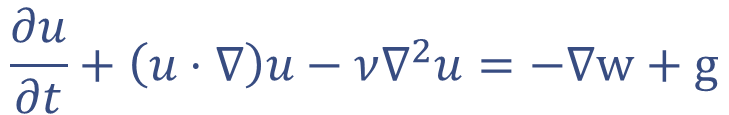 ∂u/∂t + (u · ∇)u − ν∇²u = −∇w + g